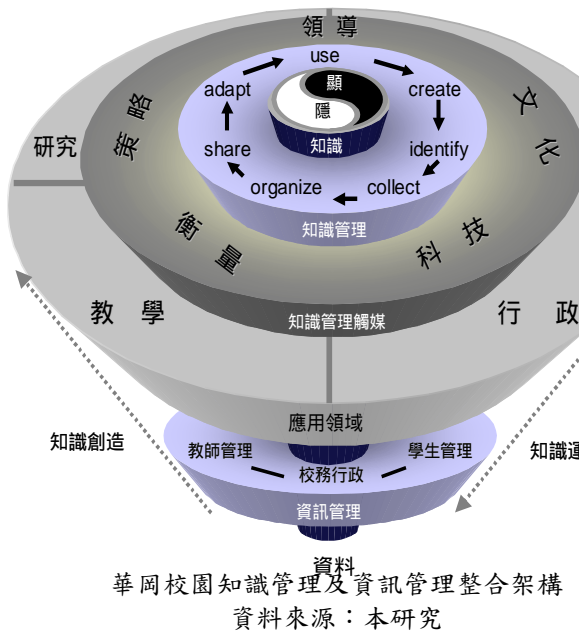 領 導
use
顯
adapt
create
隱
策 略
文 化
研究
知識
share
identify
organize
collect
知識管理
衡 量
科 技
教 學
行 政
知識管理觸媒
應用領域
知識創造
教師管理
學生管理
知識運
校務行政
資訊管理
資料
華岡校園知識管理及資訊管理整合架構
資料來源：本研究